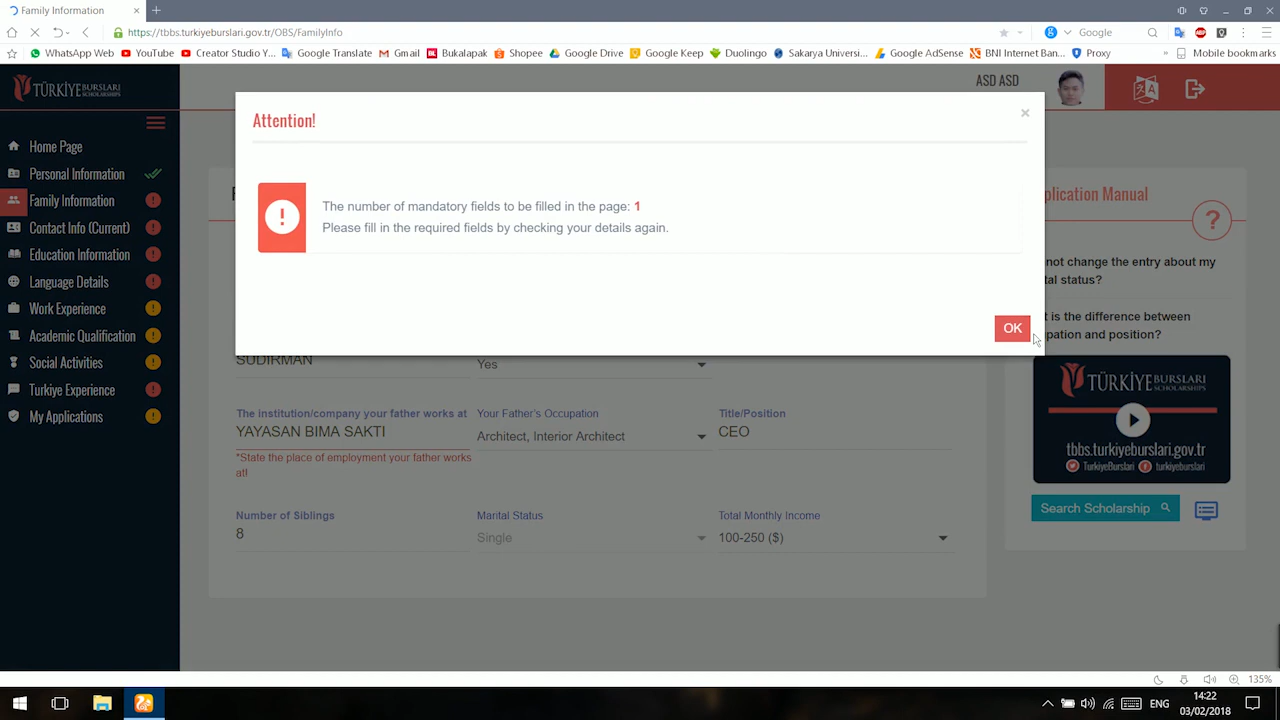 Family Information
https://tbbs.turkiyeburslari.gov.tr/OBS/FamilyInfo
Google
WhatsApp Web
YouTube
Creator Studio Y...
Google Translate
Gmail
Bukalapak
Shopee
Google Drive
Google Keep
Duolingo
Sakarya Universi...
Google AdSense
BNI Internet Ban...
Proxy
»
Mobile bookmarks
TÜRKİYE BURSLARI
SCHOLARSHIPS
ASD ASD
Home Page
Personal Information
Family Information
Contact Info (Current)
Education Information
Language Details
Work Experience
Academic Qualification
Social Activities
Turkiye Experience
My Applications
Attention!
×
The number of mandatory fields to be filled in the page: 1
Please fill in the required fields by checking your details again.
OK
SUDIRMAN
Yes
The institution/company your father works at
Your Father's Occupation
Title/Position
YAYASAN BIMA SAKTI
Architect, Interior Architect
CEO
*State the place of employment your father works
at!
Number of Siblings
Marital Status
Total Monthly Income
8
Single
100-250 ($)
plication Manual
?
not change the entry about my
tal status?
t is the difference between
pation and position?
TÜRKİYE BURSLARI
SCHOLARSHIPS
tbbs.turkiyeburslari.gov.tr
TurkiyeBurslari
turkiyeburslari
Search Scholarship
135%
ENG
14:22
03/02/2018